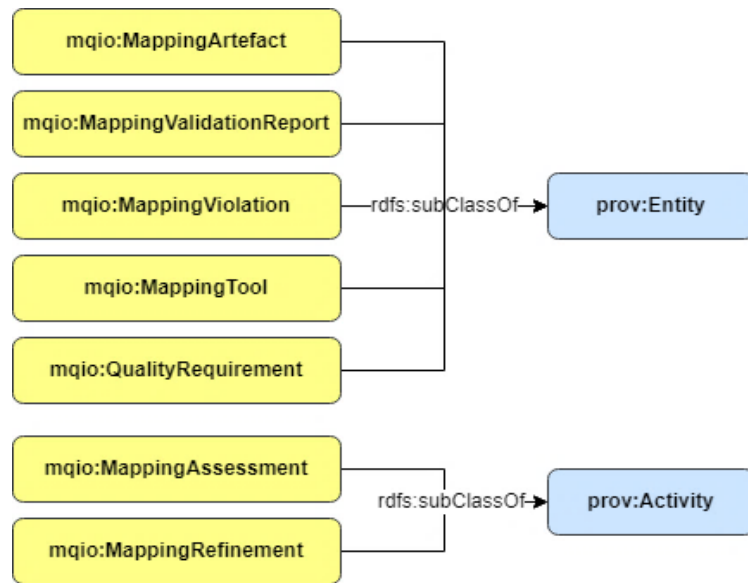 mqio:MappingArtefact
mqio:MappingValidationReport
mqio:MappingViolation
rdfs:subClassOf
prov:Entity
mqio:MappingTool
mqio:QualityRequirement
mqio:MappingAssessment
rdfs:subClassOf
prov:Activity
mqio:MappingRefinement